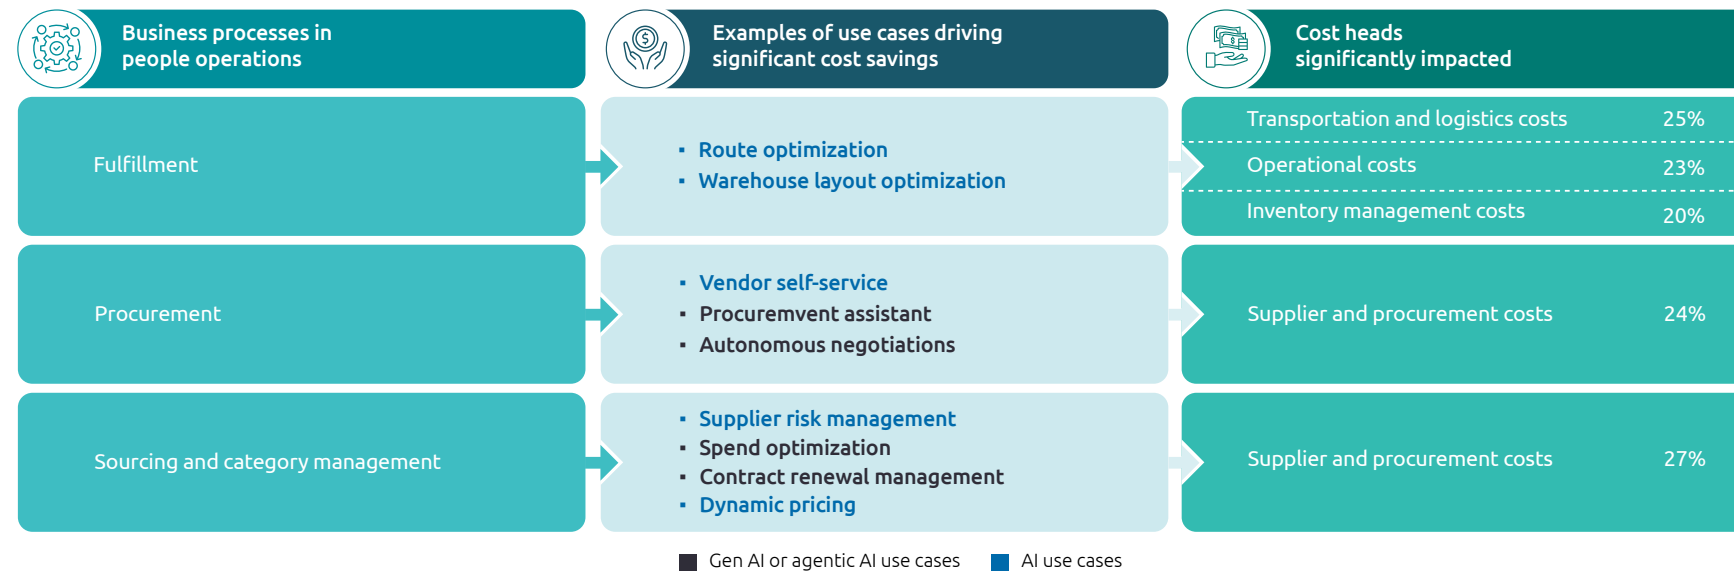 Business processes in
people operations
Examples of use cases driving
significant cost savings
Cost heads
significantly impacted
Fulfillment
▪ Route optimization
▪ Warehouse layout optimization
Transportation and logistics costs 25%
Operational costs 23%
Inventory management costs 20%
Procurement
▪ Vendor self-service
▪ Procuremvent assistant
▪ Autonomous negotiations
Supplier and procurement costs 24%
Sourcing and category management
▪ Supplier risk management
▪ Spend optimization
▪ Contract renewal management
▪ Dynamic pricing
Supplier and procurement costs 27%
Gen AI or agentic AI use cases AI use cases